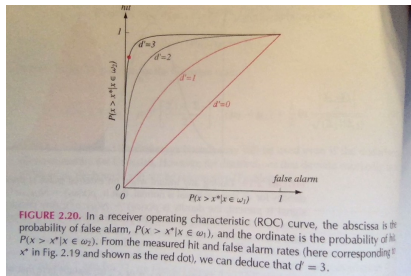 hit
1
d'=3
d'=2
d'=1
d'=0
P(x > x*|x ∈ ω₂)
false alarm
0
0
P(x > x*|x ∈ ω₁)
1
FIGURE 2.20. In a receiver operating characteristic (ROC) curve, the abscissa is the
probability of false alarm, P(x > x*|x ∈ ω₁), and the ordinate is the probability of hit,
P(x > x*|x ∈ ω₂). From the measured hit and false alarm rates (here corresponding to
x* in Fig. 2.19 and shown as the red dot), we can deduce that d' = 3.